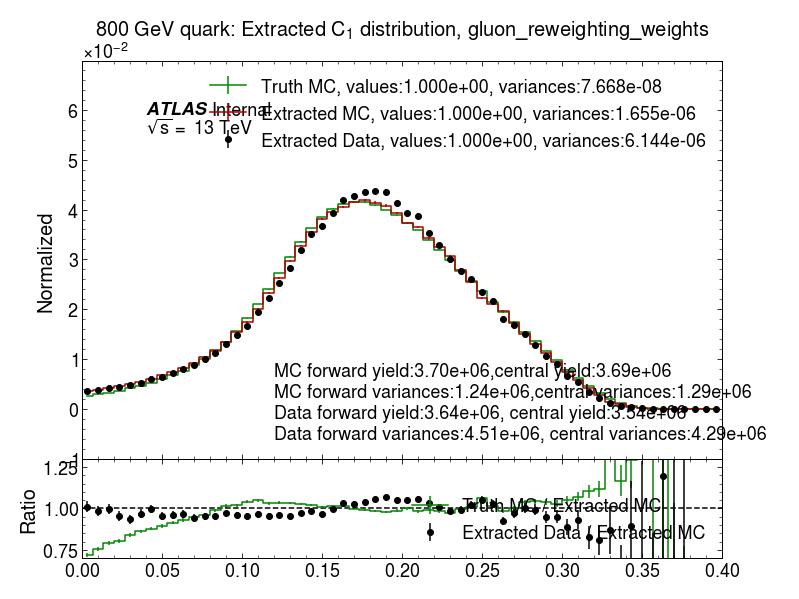 800 GeV quark: Extracted C₁ distribution, gluon_reweighting_weights
×10⁻²
Truth MC, values:1.000e+00, variances:7.668e-08
ATLAS Internal
Extracted MC, values:1.000e+00, variances:1.655e-06
√s = 13 TeV
Extracted Data, values:1.000e+00, variances:6.144e-06
6
5
4
3
2
1
0
1
Normalized
MC forward yield:3.70e+06,central yield:3.69e+06
MC forward variances:1.24e+06,central variances:1.29e+06
Data forward yield:3.64e+06, central yield:3.54e+06
Data forward variances:4.51e+06, central variances:4.29e+06
1.25
1.00
0.75
Ratio
Truth MC / Extracted MC
Extracted Data / Extracted MC
0.00 0.05 0.10 0.15 0.20 0.25 0.30 0.35 0.40